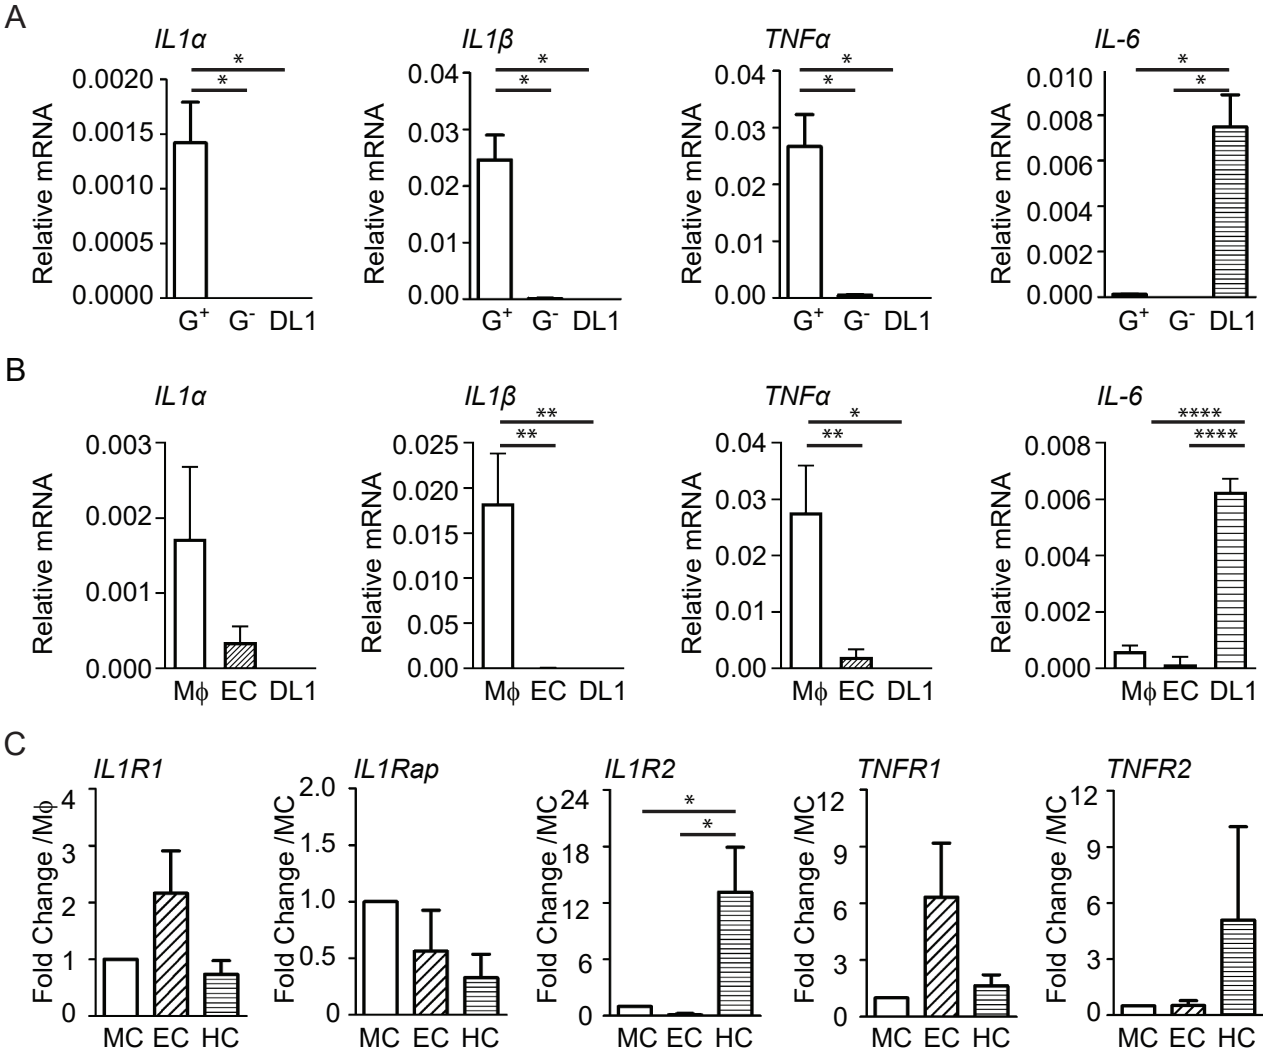 A
IL1α
IL1β
TNFα
IL-6
* * * *
* * * *
Relative mRNA
0.0020
0.0015
0.0010
0.0005
0.0000
G⁺ G⁻ DL1
Relative mRNA
0.04
0.03
0.02
0.01
0.00
G⁺ G⁻ DL1
Relative mRNA
0.04
0.03
0.02
0.01
0.00
G⁺ G⁻ DL1
Relative mRNA
0.010
0.008
0.006
0.004
0.002
0.000
G⁺ G⁻ DL1
B
IL1α
IL1β
TNFα
IL-6
** * ****
** ** ****
Relative mRNA
0.003
0.002
0.001
0.000
Mϕ EC DL1
Relative mRNA
0.025
0.020
0.015
0.010
0.05
0.00
Mϕ EC DL1
Relative mRNA
0.04
0.03
0.02
0.01
0.00
Mϕ EC DL1
Relative mRNA
0.008
0.006
0.004
0.002
0.000
Mϕ EC DL1
C
IL1R1
Fold Change /Mϕ
4
3
2
1
0
MC EC HC
IL1Rap
Fold Change /MC
2.0
1.5
1.0
0.5
0
MC EC HC
IL1R2
*
*
Fold Change /MC
24
18
12
6
0
MC EC HC
TNFR1
Fold Change /MC
12
9
6
3
0
MC EC HC
TNFR2
Fold Change /MC
12
9
6
3
0
MC EC HC